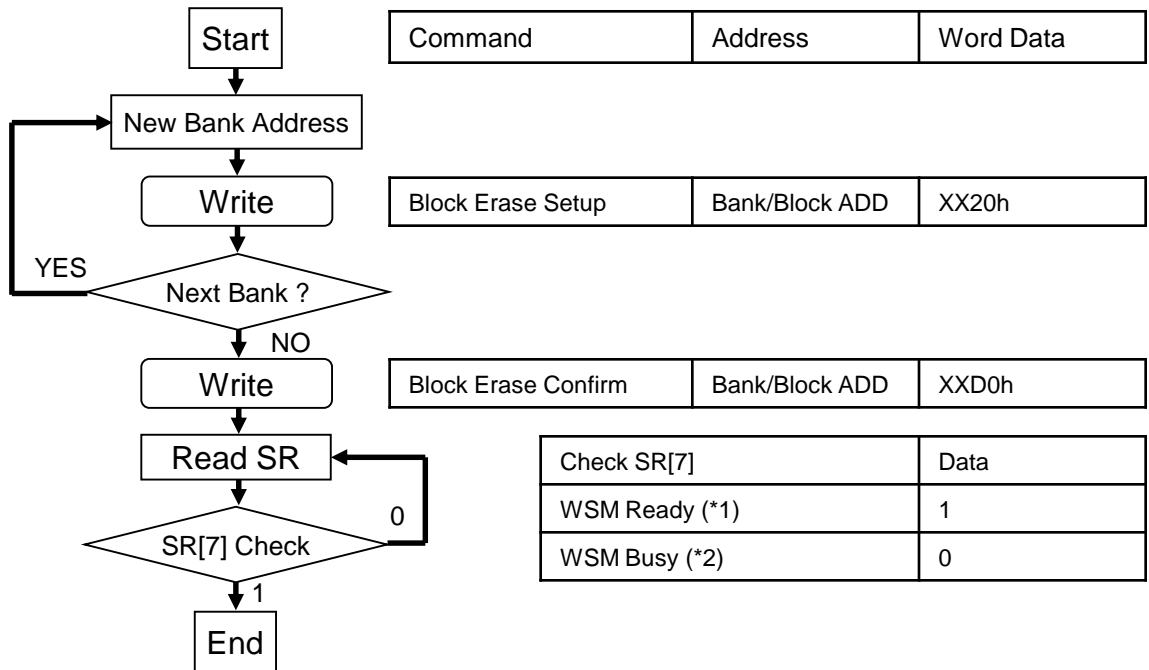 Start
Command Address Word Data
New Bank Address
Write
Block Erase Setup Bank/Block ADD XX20h
YES
Next Bank ?
NO
Write
Block Erase Confirm Bank/Block ADD XXD0h
Read SR
Check SR[7] Data
0
WSM Ready (*1) 1
SR[7] Check
WSM Busy (*2) 0
1
End